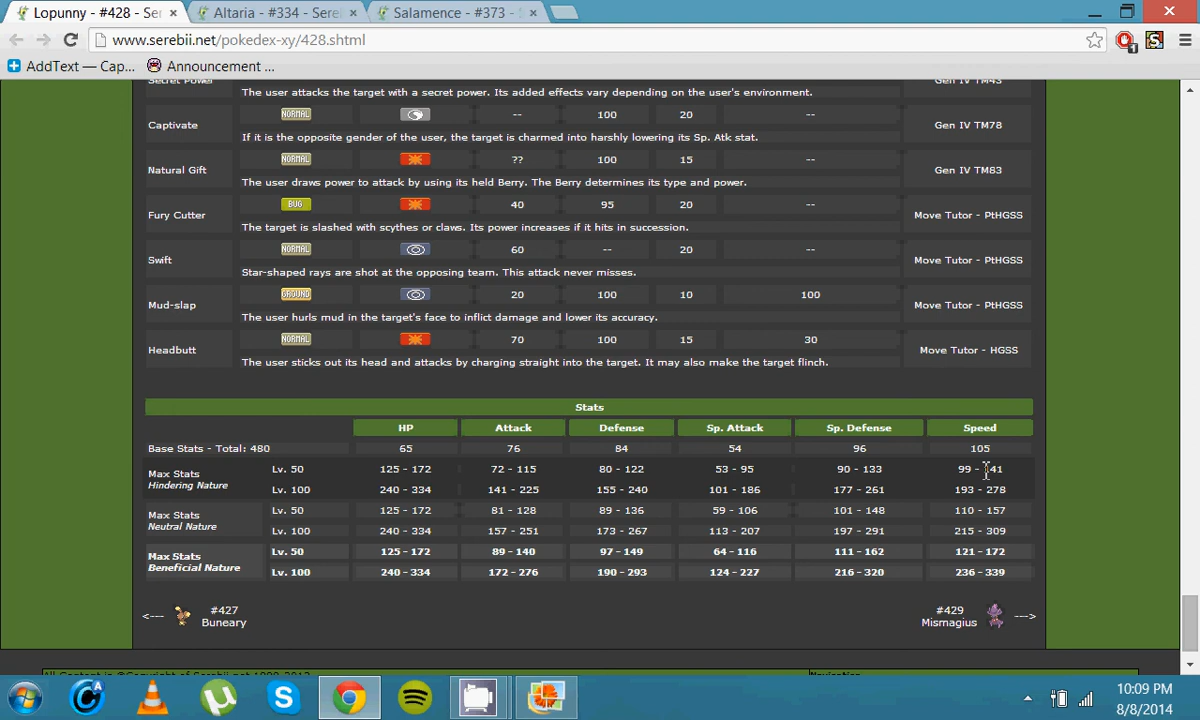 Lopunny - #428 - Ser × Altaria - #334 - Sere × Salamence - #373 - S ×
www.serebii.net/pokedex-xy/428.shtml
AddText — Cap... Announcement ...
Secret Power Gen IV TM43
The user attacks the target with a secret power. Its added effects vary depending on the user's environment.
Captivate NORMAL -- 100 20 -- Gen IV TM78
If it is the opposite gender of the user, the target is charmed into harshly lowering its Sp. Atk stat.
Natural Gift NORMAL ?? 100 15 -- Gen IV TM83
The user draws power to attack by using its held Berry. The Berry determines its type and power.
Fury Cutter BUG 40 95 20 -- Move Tutor - PtHGSS
The target is slashed with scythes or claws. Its power increases if it hits in succession.
Swift NORMAL 60 -- 20 -- Move Tutor - PtHGSS
Star-shaped rays are shot at the opposing team. This attack never misses.
Mud-slap GROUND 20 100 10 100 Move Tutor - PtHGSS
The user hurls mud in the target's face to inflict damage and lower its accuracy.
Headbutt NORMAL 70 100 15 30 Move Tutor - HGSS
The user sticks out its head and attacks by charging straight into the target. It may also make the target flinch.
Stats
HP Attack Defense Sp. Attack Sp. Defense Speed
Base Stats - Total: 480 65 76 84 54 96 105
Max Stats Hindering Nature Lv. 50 125 - 172 72 - 115 80 - 122 53 - 95 90 - 133 99 - 141
Lv. 100 240 - 334 141 - 225 155 - 240 101 - 186 177 - 261 193 - 278
Max Stats Neutral Nature Lv. 50 125 - 172 81 - 128 89 - 136 59 - 106 101 - 148 110 - 157
Lv. 100 240 - 334 157 - 251 173 - 267 113 - 207 197 - 291 215 - 309
Max Stats Beneficial Nature Lv. 50 125 - 172 89 - 140 97 - 149 64 - 116 111 - 162 121 - 172
Lv. 100 240 - 334 172 - 276 190 - 293 124 - 227 216 - 320 236 - 339
<--- #427 Buneary #429 Mismagius --->
10:09 PM
8/8/2014